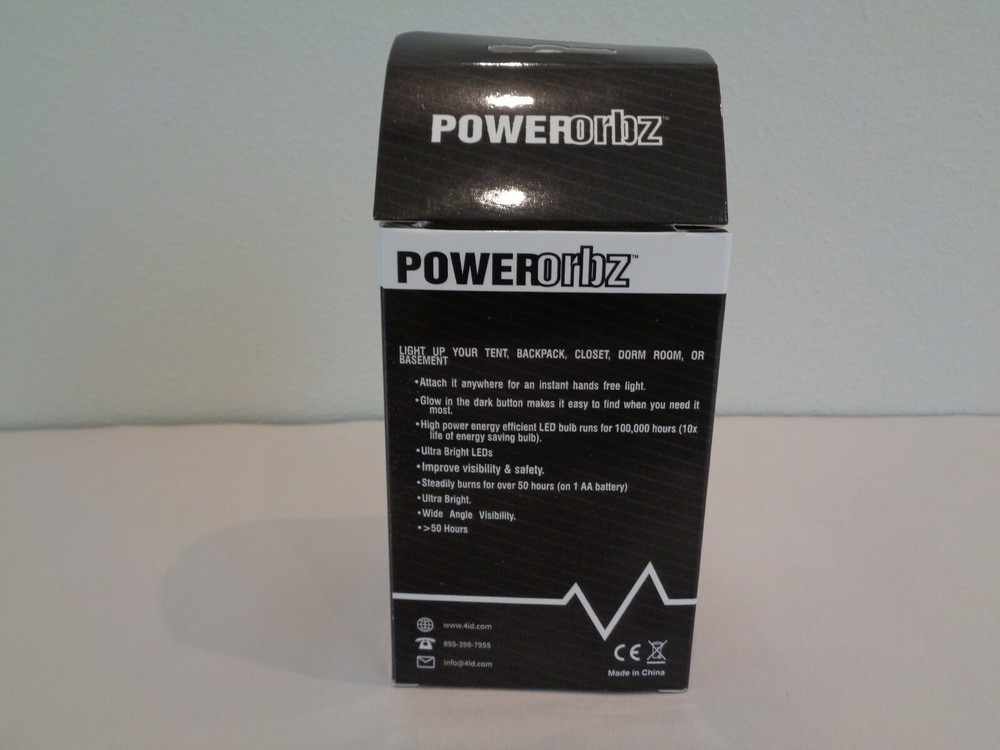 POWERorbz™
POWERorbz™
LIGHT UP YOUR TENT, BACKPACK, CLOSET, DORM ROOM, OR
BASEMENT
•Attach it anywhere for an instant hands free light.
•Glow in the dark button makes it easy to find when you need it
most.
•High power energy efficient LED bulb runs for 100,000 hours (10x
life of energy saving bulb).
•Ultra Bright LEDs
•Improve visibility & safety.
•Steadily burns for over 50 hours (on 1 AA battery)
•Ultra Bright.
•Wide Angle Visibility.
•>50 Hours
www.4id.com
855-398-7955
info@4id.com
CE
Made in China